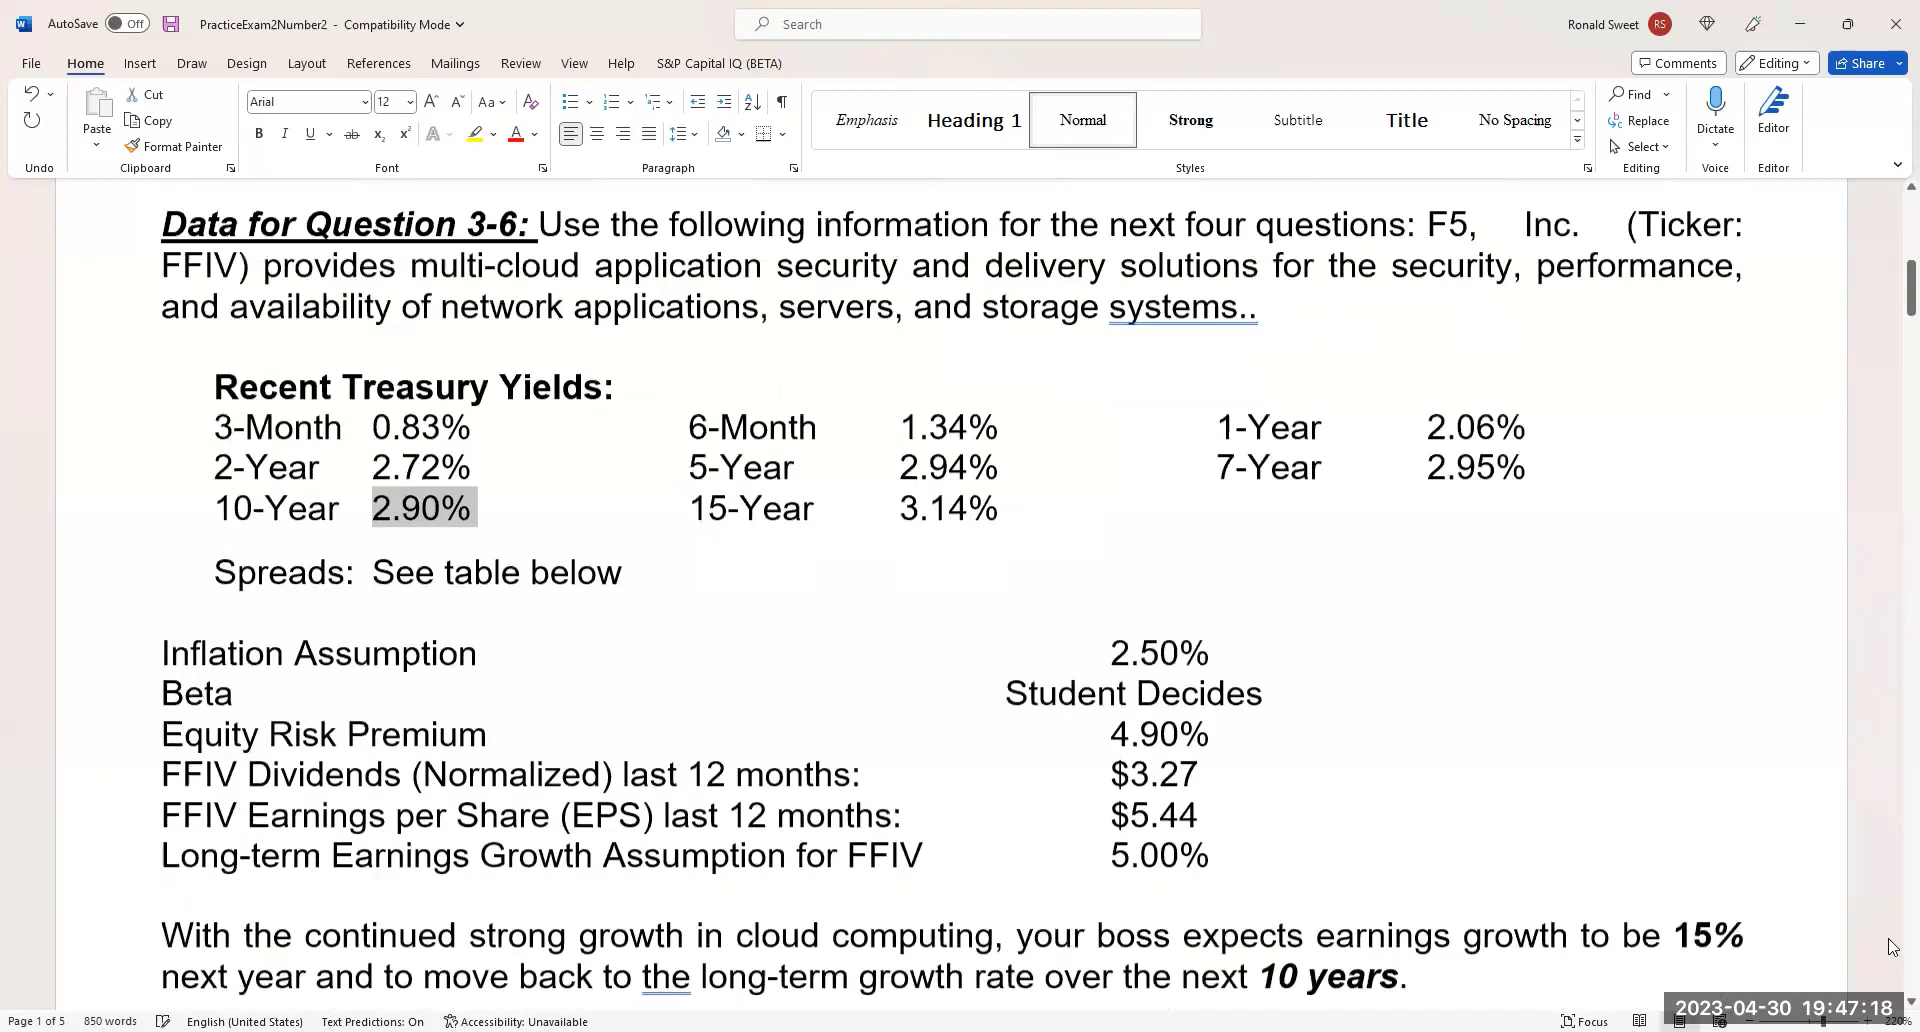 AutoSave Off PracticeExam2Number2 - Compatibility Mode Search Ronald Sweet RS
File Home Insert Draw Design Layout References Mailings Review View Help S&P Capital IQ (BETA) Comments Editing Share
Paste Cut Copy Format Painter
Arial 12 Aa
B I U ab x₂ x² A A
Emphasis Heading 1 Normal Strong Subtitle Title No Spacing
Find Replace Select Dictate Editor
Undo Clipboard Font Paragraph Styles Editing Voice Editor
Data for Question 3-6: Use the following information for the next four questions: F5, Inc. (Ticker:
FFIV) provides multi-cloud application security and delivery solutions for the security, performance,
and availability of network applications, servers, and storage systems..
Recent Treasury Yields:
3-Month 0.83% 6-Month 1.34% 1-Year 2.06%
2-Year 2.72% 5-Year 2.94% 7-Year 2.95%
10-Year 2.90% 15-Year 3.14%
Spreads: See table below
Inflation Assumption 2.50%
Beta Student Decides
Equity Risk Premium 4.90%
FFIV Dividends (Normalized) last 12 months: $3.27
FFIV Earnings per Share (EPS) last 12 months: $5.44
Long-term Earnings Growth Assumption for FFIV 5.00%
With the continued strong growth in cloud computing, your boss expects earnings growth to be 15%
next year and to move back to the long-term growth rate over the next 10 years.
2023-04-30 19:47:18
Page 1 of 5 850 words English (United States) Text Predictions: On Accessibility: Unavailable Focus 220%